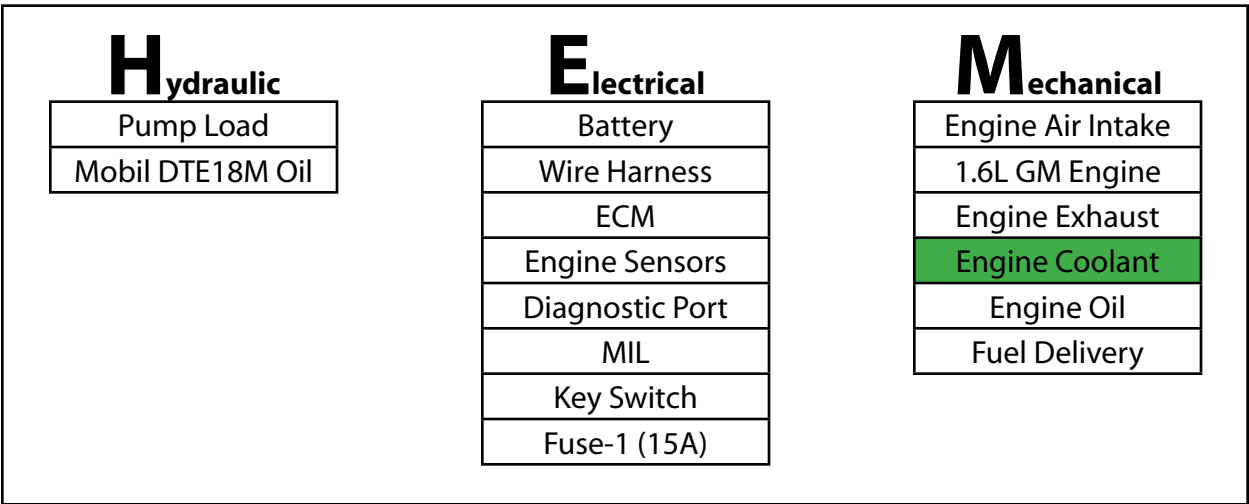 Hydraulic
Pump Load
Mobil DTE18M Oil
Electrical
Battery
Wire Harness
ECM
Engine Sensors
Diagnostic Port
MIL
Key Switch
Fuse-1 (15A)
Mechanical
Engine Air Intake
1.6L GM Engine
Engine Exhaust
Engine Coolant
Engine Oil
Fuel Delivery